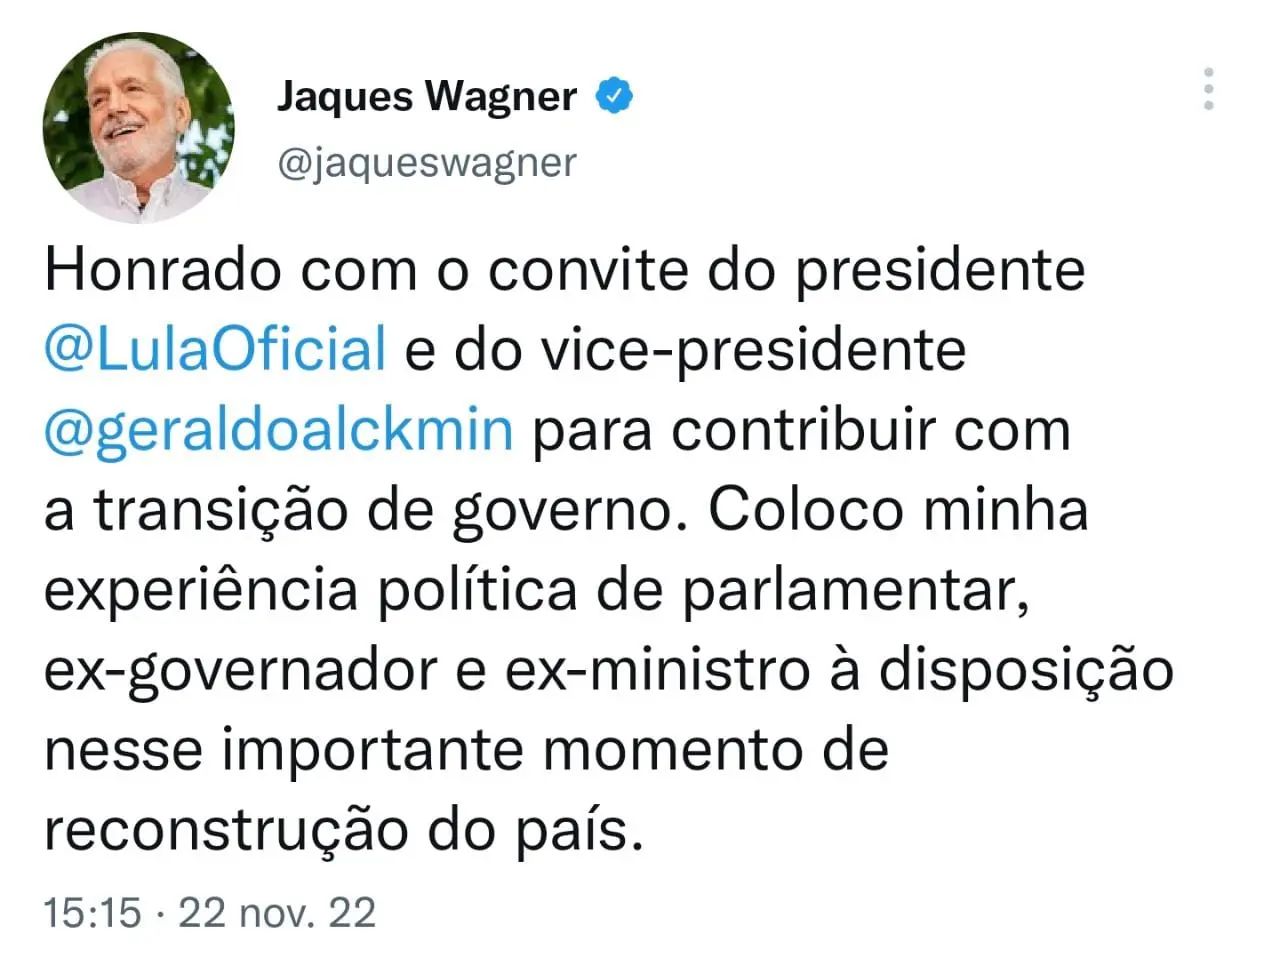 Jaques Wagner
@jaqueswagner
Honrado com o convite do presidente
@LulaOficial e do vice-presidente
@geraldoalckmin para contribuir com
a transição de governo. Coloco minha
experiência política de parlamentar,
ex-governador e ex-ministro à disposição
nesse importante momento de
reconstrução do país.
15:15 · 22 nov. 22